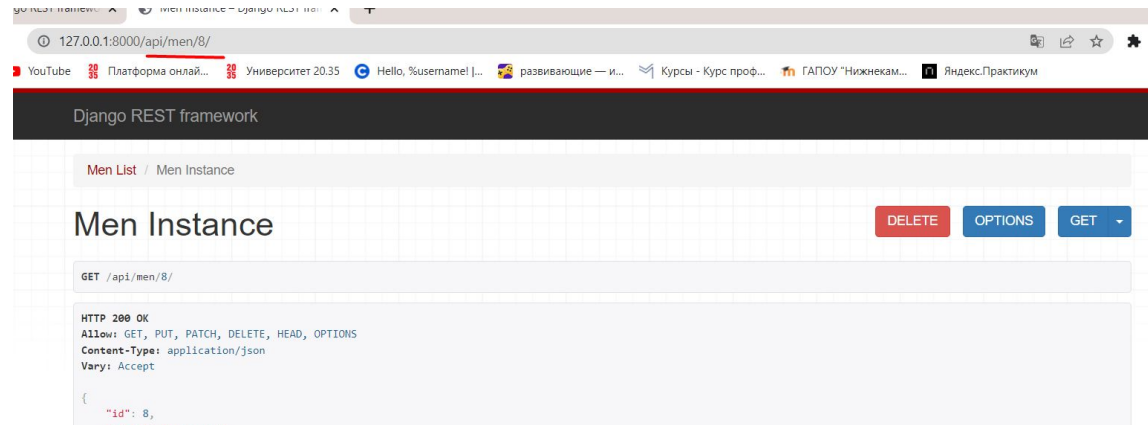 Men Instance – Django REST fram
127.0.0.1:8000/api/men/8/
YouTube 2035 Платформа онлай... 2035 Университет 20.35 Hello, %username! |... развивающие — и... Курсы - Курс проф... ГАПОУ "Нижнекам... Яндекс.Практикум
Django REST framework
Men List / Men Instance
Men Instance DELETE OPTIONS GET
GET /api/men/8/
HTTP 200 OK
Allow: GET, PUT, PATCH, DELETE, HEAD, OPTIONS
Content-Type: application/json
Vary: Accept
{
"id": 8,